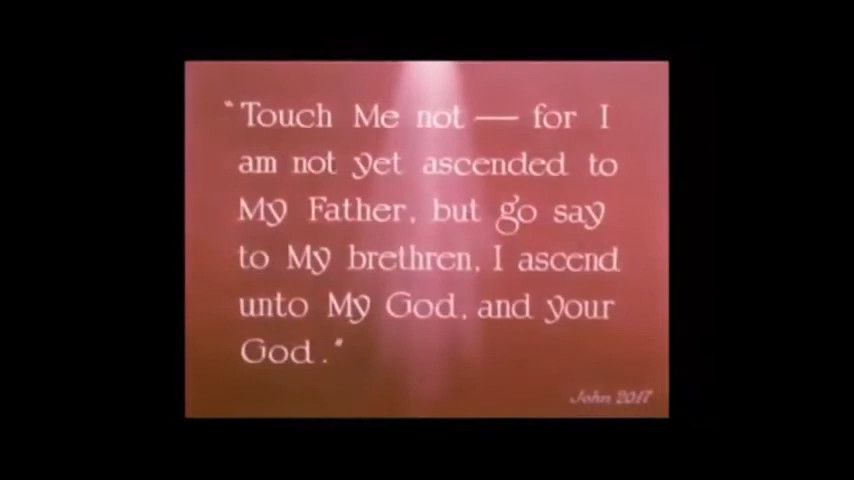 "Touch Me not — for I
am not yet ascended to
My Father, but go say
to My brethren, I ascend
unto My God, and your
God."
John 20:17